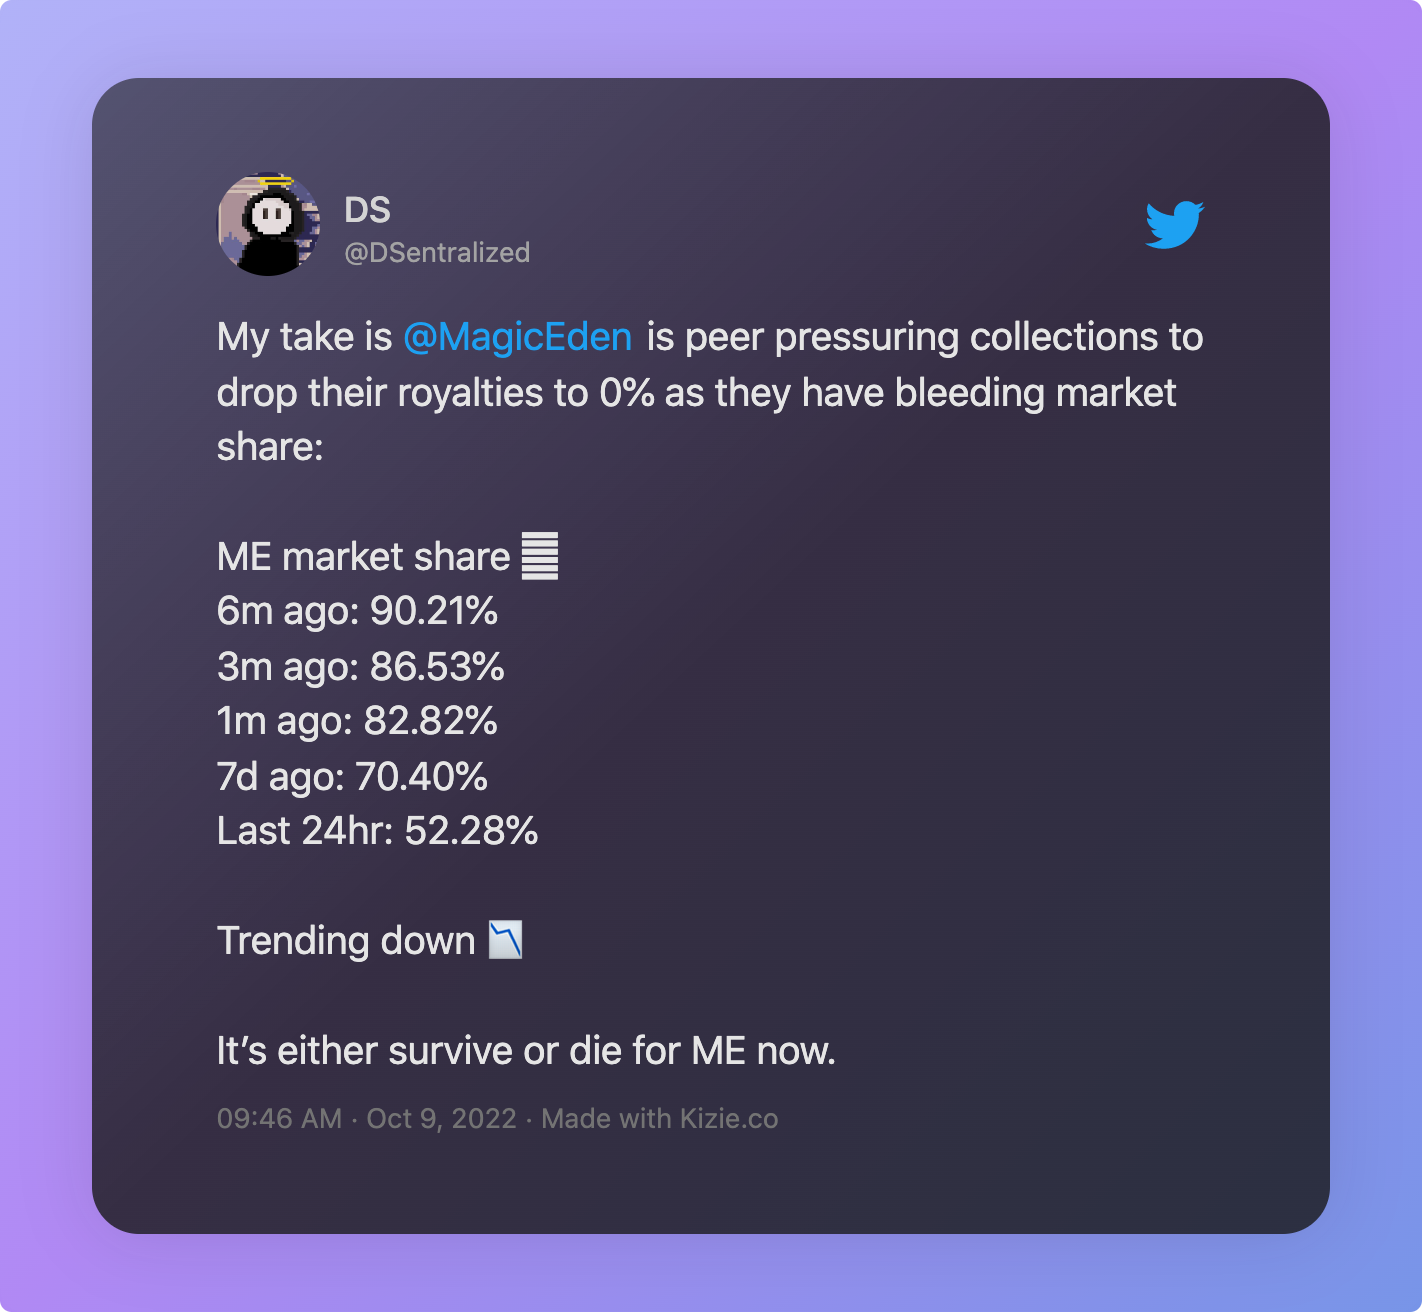 DS
@DSentralized
My take is @MagicEden is peer pressuring collections to
drop their royalties to 0% as they have bleeding market
share:
ME market share
6m ago: 90.21%
3m ago: 86.53%
1m ago: 82.82%
7d ago: 70.40%
Last 24hr: 52.28%
Trending down 📉
It’s either survive or die for ME now.
09:46 AM · Oct 9, 2022 · Made with Kizie.co